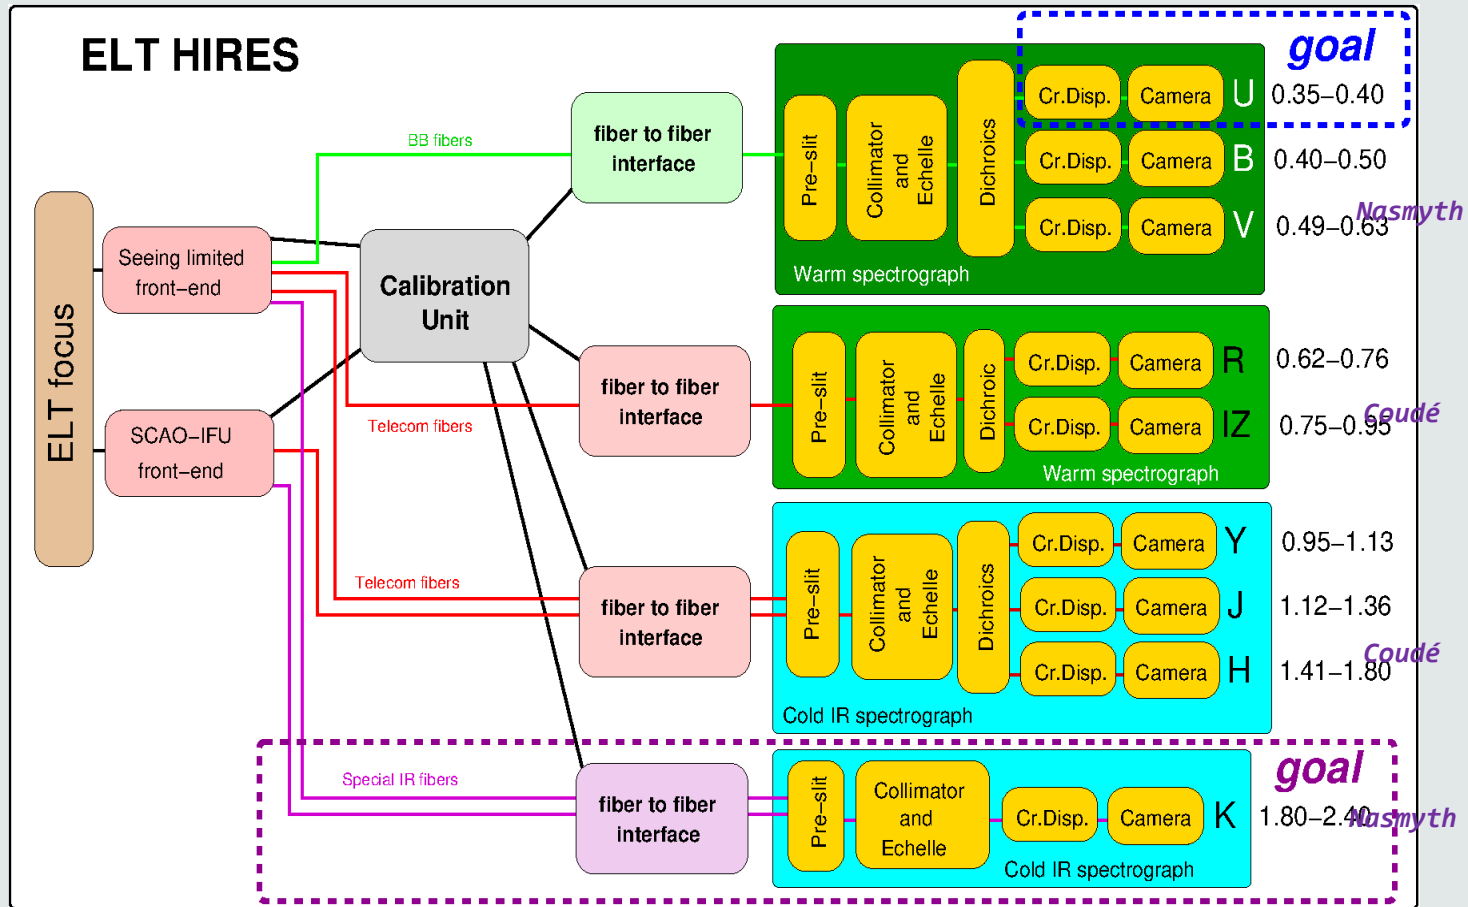 ELT HIRES
goal
BB fibers
fiber to fiber
interface
Pre-slit
Collimator
and
Echelle
Dichroics
Cr.Disp.
Camera
U
0.35-0.40
Cr.Disp.
Camera
B
0.40-0.50
Cr.Disp.
Camera
V
0.49-0.63
Nasmyth
Warm spectrograph
ELT focus
Seeing limited
front-end
Calibration
Unit
SCAO-IFU
front-end
Telecom fibers
fiber to fiber
interface
Pre-slit
Collimator
and
Echelle
Dichroic
Cr.Disp.
Camera
R
0.62-0.76
Cr.Disp.
Camera
IZ
0.75-0.95
Coudé
Warm spectrograph
Telecom fibers
fiber to fiber
interface
Pre-slit
Collimator
and
Echelle
Dichroics
Cr.Disp.
Camera
Y
0.95-1.13
Cr.Disp.
Camera
J
1.12-1.36
Cr.Disp.
Camera
H
1.41-1.80
Coudé
Cold IR spectrograph
goal
Special IR fibers
fiber to fiber
interface
Pre-slit
Collimator
and
Echelle
Cr.Disp.
Camera
K
1.80-2.40
Nasmyth
Cold IR spectrograph